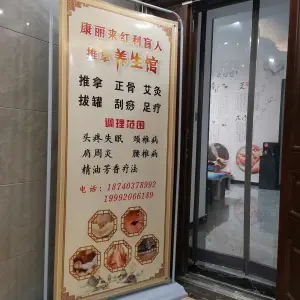 康丽来红利盲人
推拿养生馆
推拿 正骨 艾灸
拔罐 刮痧 足疗
调理范围
头疼失眠 颈椎病
肩周炎 腰椎病
精油芳香疗法
电话：18740378992
19992066189